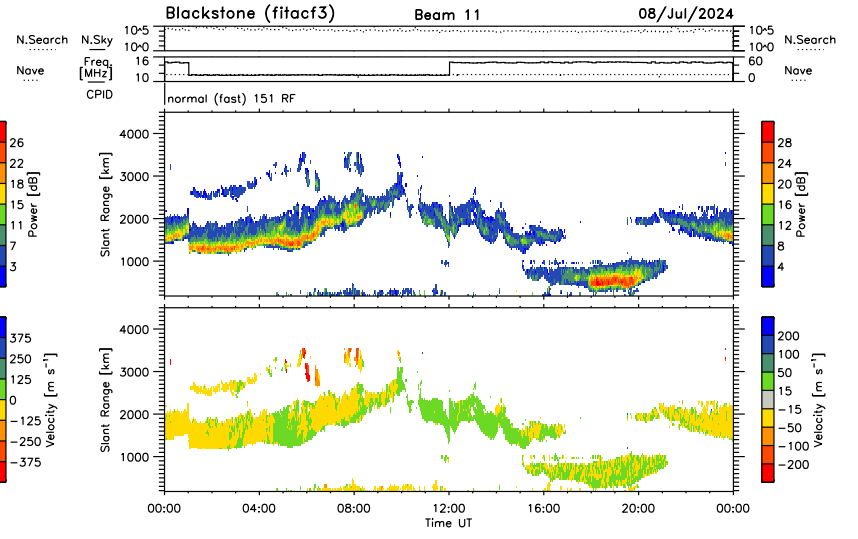 Blackstone (fitacf3) Beam 11 08/Jul/2024
N.Search N.Sky 10^5 10^0 10^5 10^0 N.Search
Nave Freq. [MHz] 16 10 60 0 Nave
CPID normal (fast) 151 RF
26 22 18 15 11 7 3
Power [dB]
Slant Range [km]
4000 3000 2000 1000
28 24 20 16 12 8 4
Power [dB]
375 250 125 0 −125 −250 −375
Velocity [m s⁻¹]
Slant Range [km]
4000 3000 2000 1000
200 100 50 15 −15 −50 −100 −200
Velocity [m s⁻¹]
00:00 04:00 08:00 12:00 16:00 20:00 00:00
Time UT